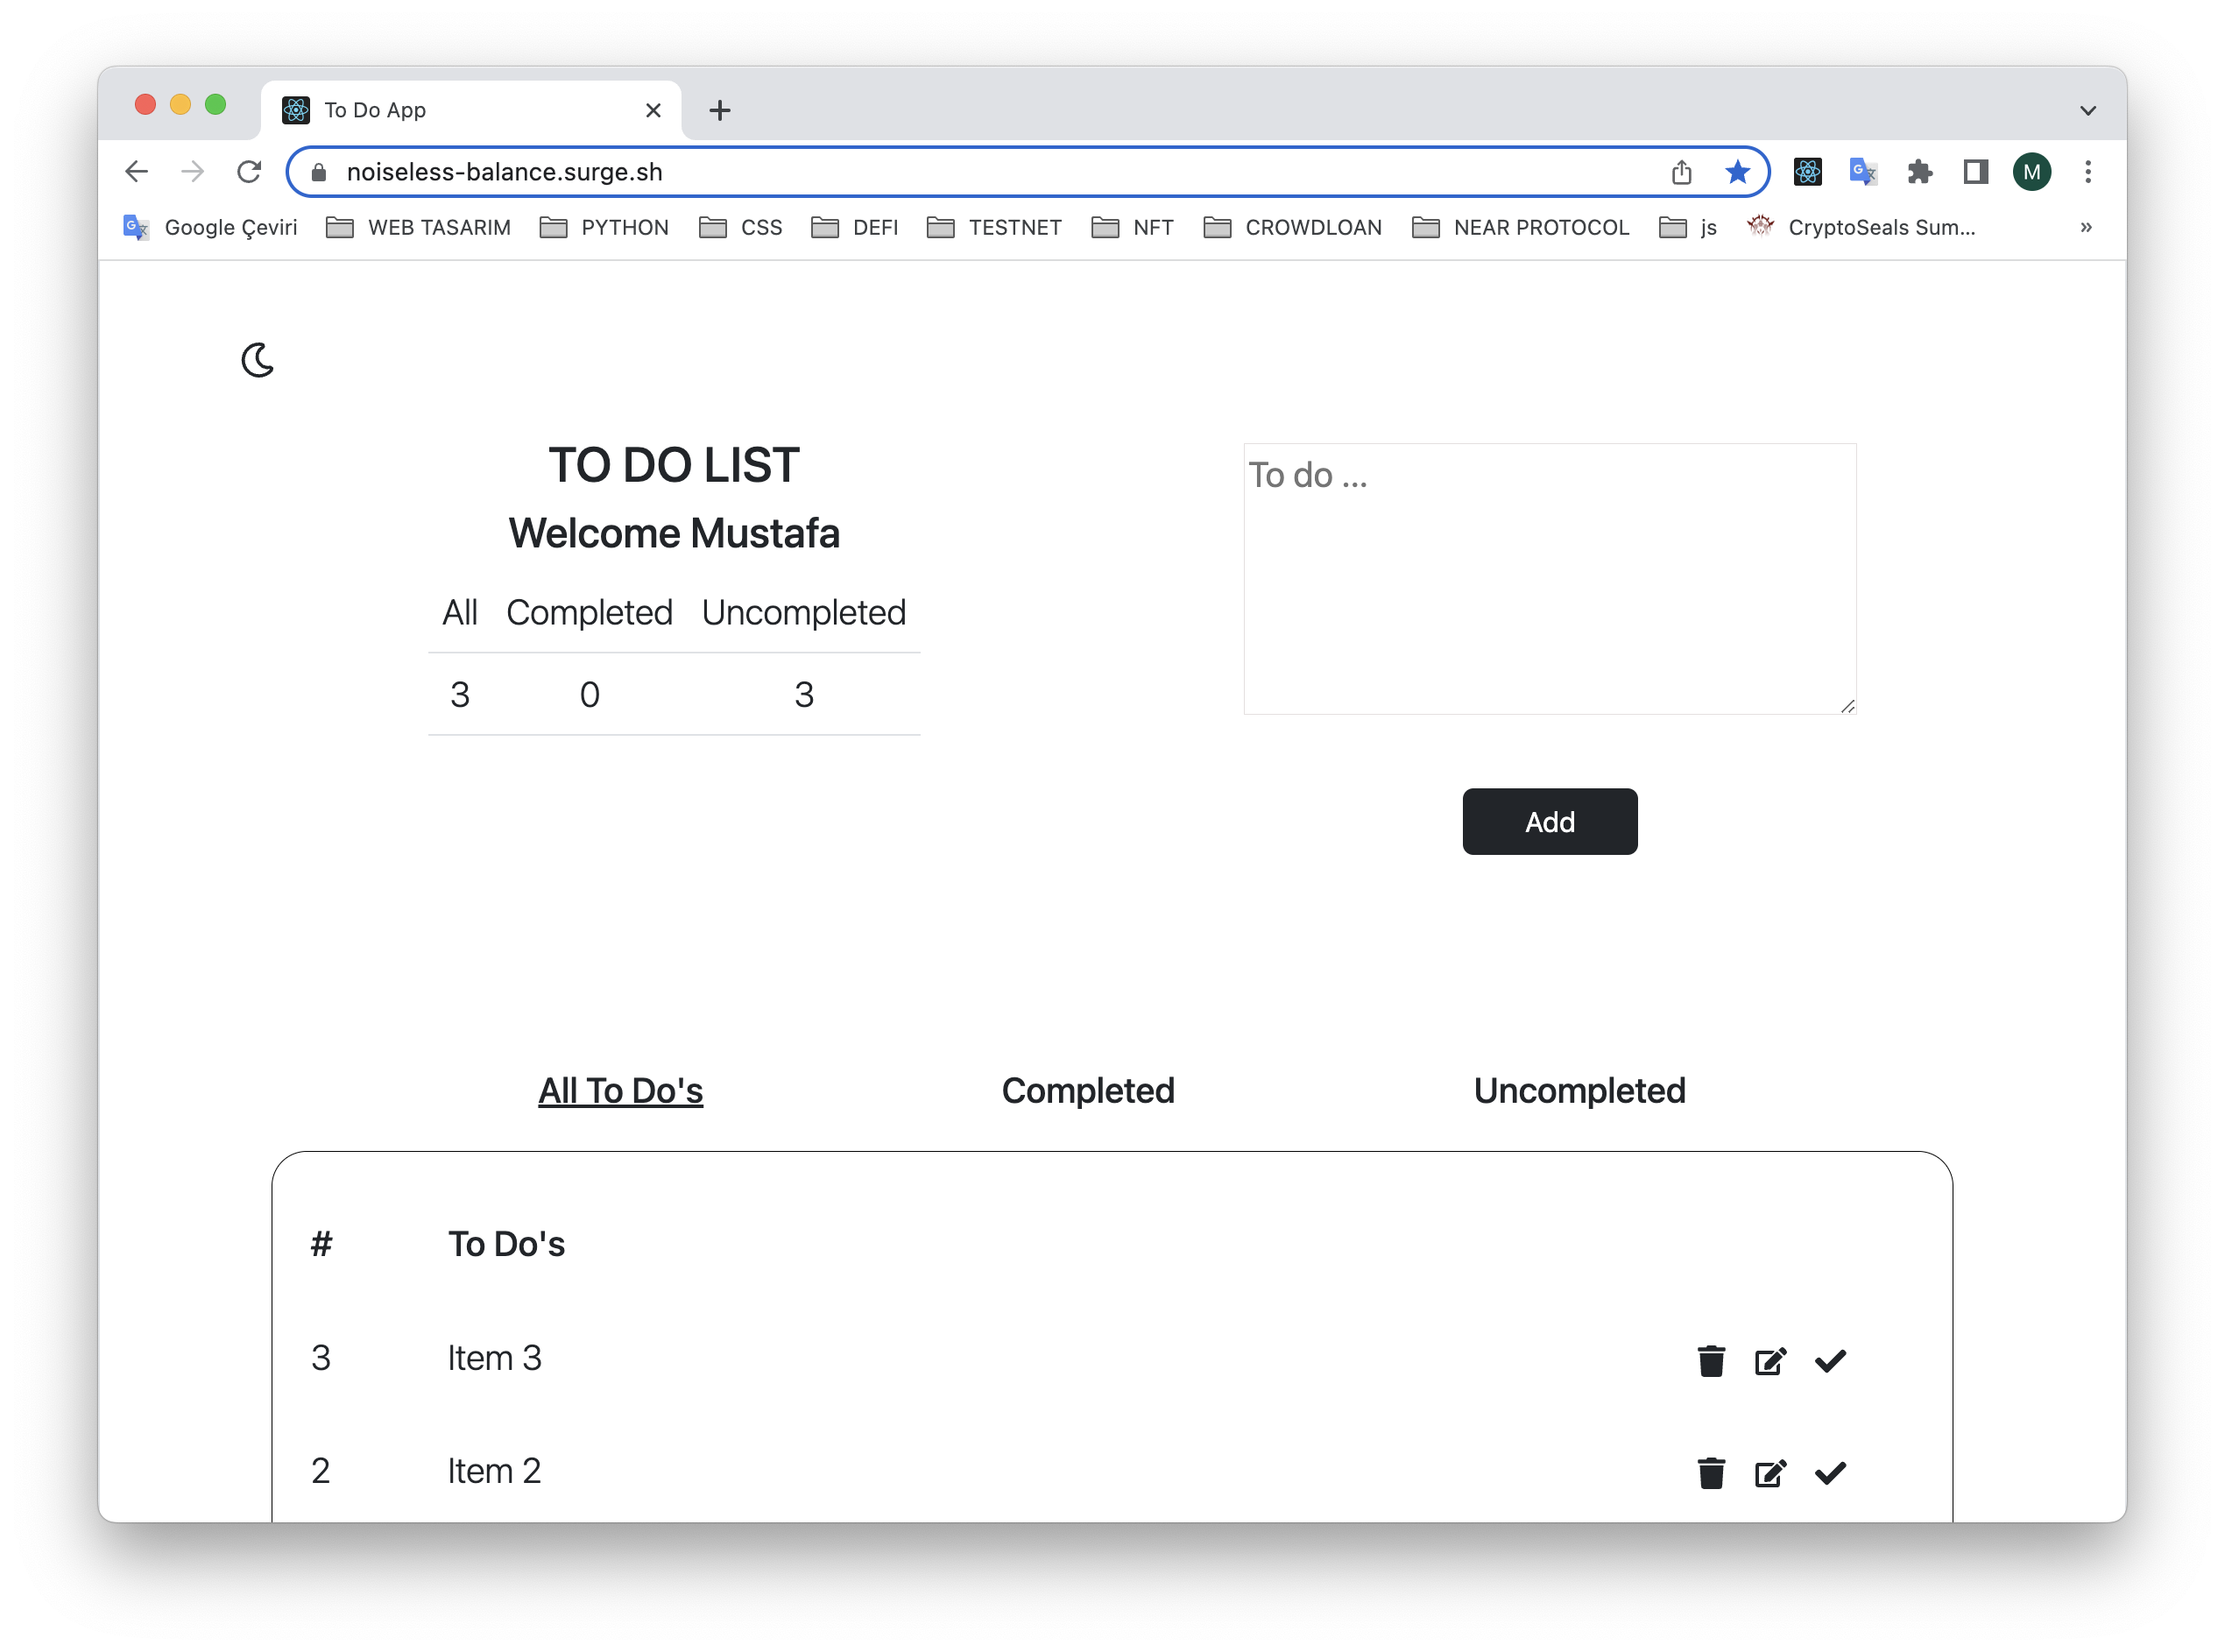 To Do App
noiseless-balance.surge.sh
M
Google Çeviri WEB TASARIM PYTHON CSS DEFI TESTNET NFT CROWDLOAN NEAR PROTOCOL js CryptoSeals Sum... »
TO DO LIST
Welcome Mustafa
All Completed Uncompleted
3 0 3
To do ...
Add
All To Do's Completed Uncompleted
# To Do's
3 Item 3
2 Item 2